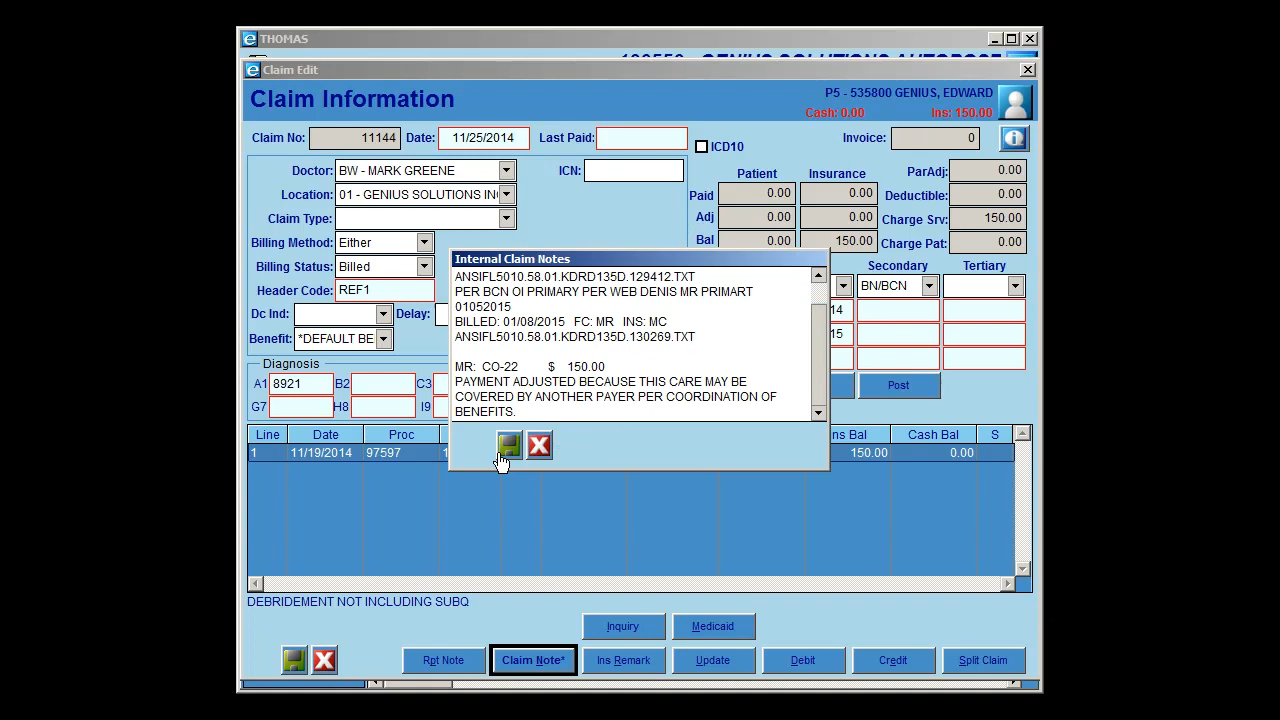 THOMAS
Claim Edit
Claim Information
P5 - 535800 GENIUS, EDWARD
Cash: 0.00 Ins: 150.00
Claim No: 11144 Date: 11/25/2014 Last Paid: Invoice: 0
ICD10
Doctor: BW - MARK GREENE ICN:
Patient Insurance ParAdj: 0.00
Location: 01 - GENIUS SOLUTIONS IN
Paid 0.00 0.00 Deductible: 0.00
Claim Type: Adj 0.00 0.00 Charge Srv: 150.00
Billing Method: Either Bal 0.00 150.00 Charge Pat: 0.00
Billing Status: Billed Secondary Tertiary
Header Code: REF1 BN/BCN
Dc Ind: Delay: 14
Benefit: *DEFAULT BE 15
Internal Claim Notes
ANSIFL5010.58.01.KDRD135D.129412.TXT
PER BCN OI PRIMARY PER WEB DENIS MR PRIMART
01052015
BILLED: 01/08/2015 FC: MR INS: MC
ANSIFL5010.58.01.KDRD135D.130269.TXT
MR: CO-22 $ 150.00
PAYMENT ADJUSTED BECAUSE THIS CARE MAY BE
COVERED BY ANOTHER PAYER PER COORDINATION OF
BENEFITS.
Diagnosis
A1 8921 B2 C3 Post
G7 H8 I9
Line Date Proc Bal Cash Bal S
1 11/19/2014 97597 150.00 0.00
DEBRIDEMENT NOT INCLUDING SUBQ
Inquiry Medicaid
Rpt Note Claim Note* Ins Remark Update Debit Credit Split Claim